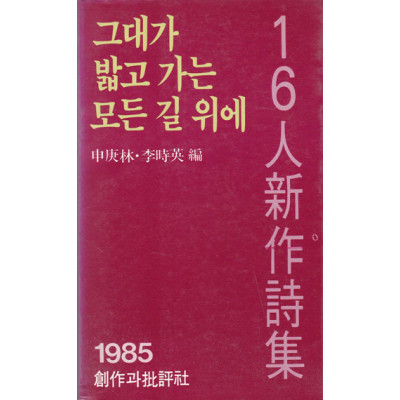 그대가
밟고 가는
모든 길 위에
申庚林·李時英 編
16人新作詩集
1985
創作과批評社